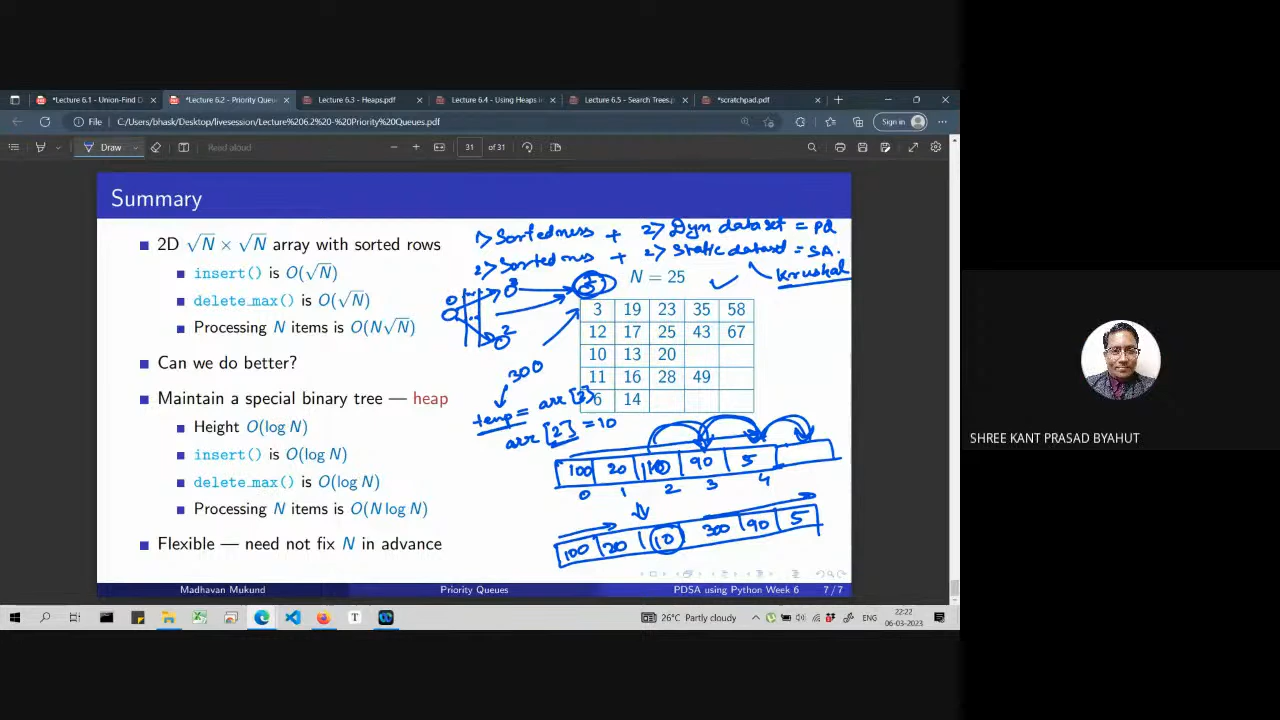 *Lecture 6.1 - Union-Find D
*Lecture 6.2 - Priority Queu
Lecture 6.3 - Heaps.pdf
Lecture 6.4 - Using Heaps in
Lecture 6.5 - Search Trees.p
*scratchpad.pdf
File
C:/Users/bhask/Desktop/livesession/Lecture%206.2%20-%20Priority%20Queues.pdf
Sign in
Draw
Read aloud
31
of 31
Summary
2D √N × √N array with sorted rows
insert() is O(√N)
delete_max() is O(√N)
Processing N items is O(N√N)
Can we do better?
Maintain a special binary tree — heap
Height O(log N)
insert() is O(log N)
delete_max() is O(log N)
Processing N items is O(N log N)
Flexible — need not fix N in advance
1> Sortedness + 2> Dyn dataset = PQ
2> Sortedness + 2> Static dataset = SA.
Kruskal
N = 25
3 19 23 35 58
12 17 25 43 67
10 13 20
11 16 28 49
6 14
300
temp = arr[2]
arr[2] = 10
100 20 10 90 5
0 1 2 3 4
100 20 10 300 90 5
Madhavan Mukund
Priority Queues
PDSA using Python Week 6
7/7
26°C Partly cloudy
ENG
22:22
06-03-2023
SHREE KANT PRASAD BYAHUT